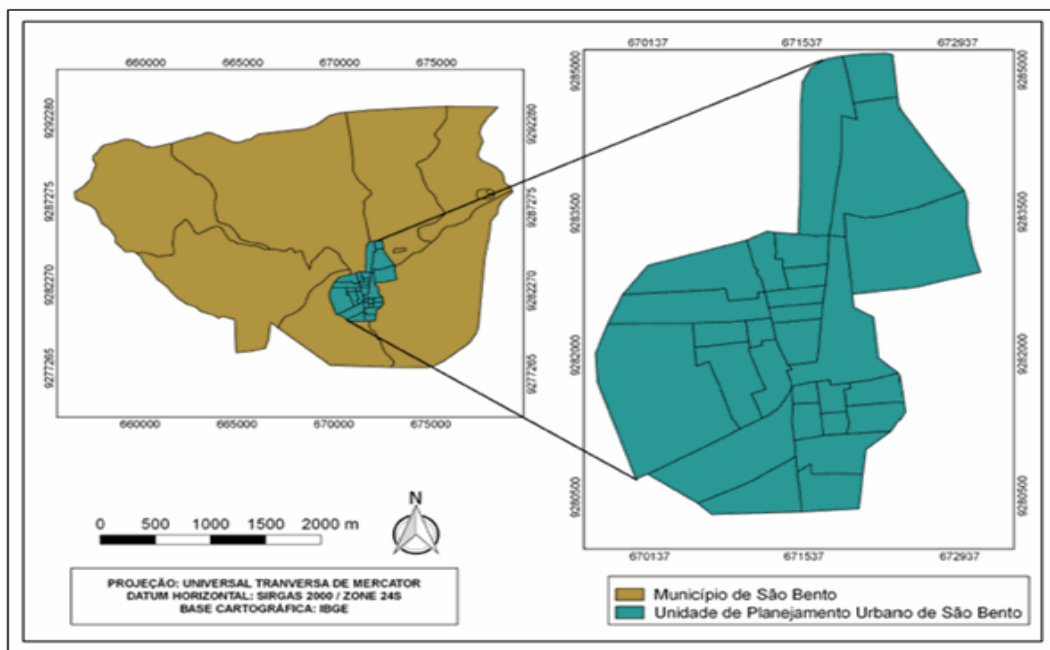 670137 671537 672937
660000 665000 670000 675000
9285000 9285000
9292280 9292280
9287275 9287275
9283500 9283500
9282270 9282270
9282000 9282000
9277265 9277265
660000 665000 670000 675000
9280500 9280500
N
0 500 1000 1500 2000 m
670137 671537 672937
PROJEÇÃO: UNIVERSAL TRANVERSA DE MERCATOR
DATUM HORIZONTAL: SIRGAS 2000 / ZONE 24S
BASE CARTOGRÁFICA: IBGE
Município de São Bento
Unidade de Planejamento Urbano de São Bento